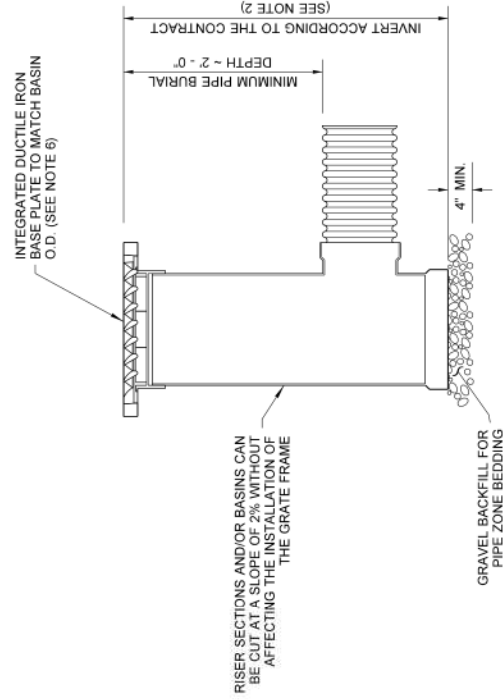 INTEGRATED DUCTILE IRON
BASE PLATE TO MATCH BASIN
O.D. (SEE NOTE 6)
MINIMUM PIPE BURIAL
DEPTH ~ 2' - 0"
INVERT ACCORDING TO THE CONTRACT
(SEE NOTE 2)
RISER SECTIONS AND/OR BASINS CAN
BE CUT AT A SLOPE OF 2% WITHOUT
AFFECTING THE INSTALLATION OF
THE GRATE FRAME
4" MIN.
GRAVEL BACKFILL FOR
PIPE ZONE BEDDING